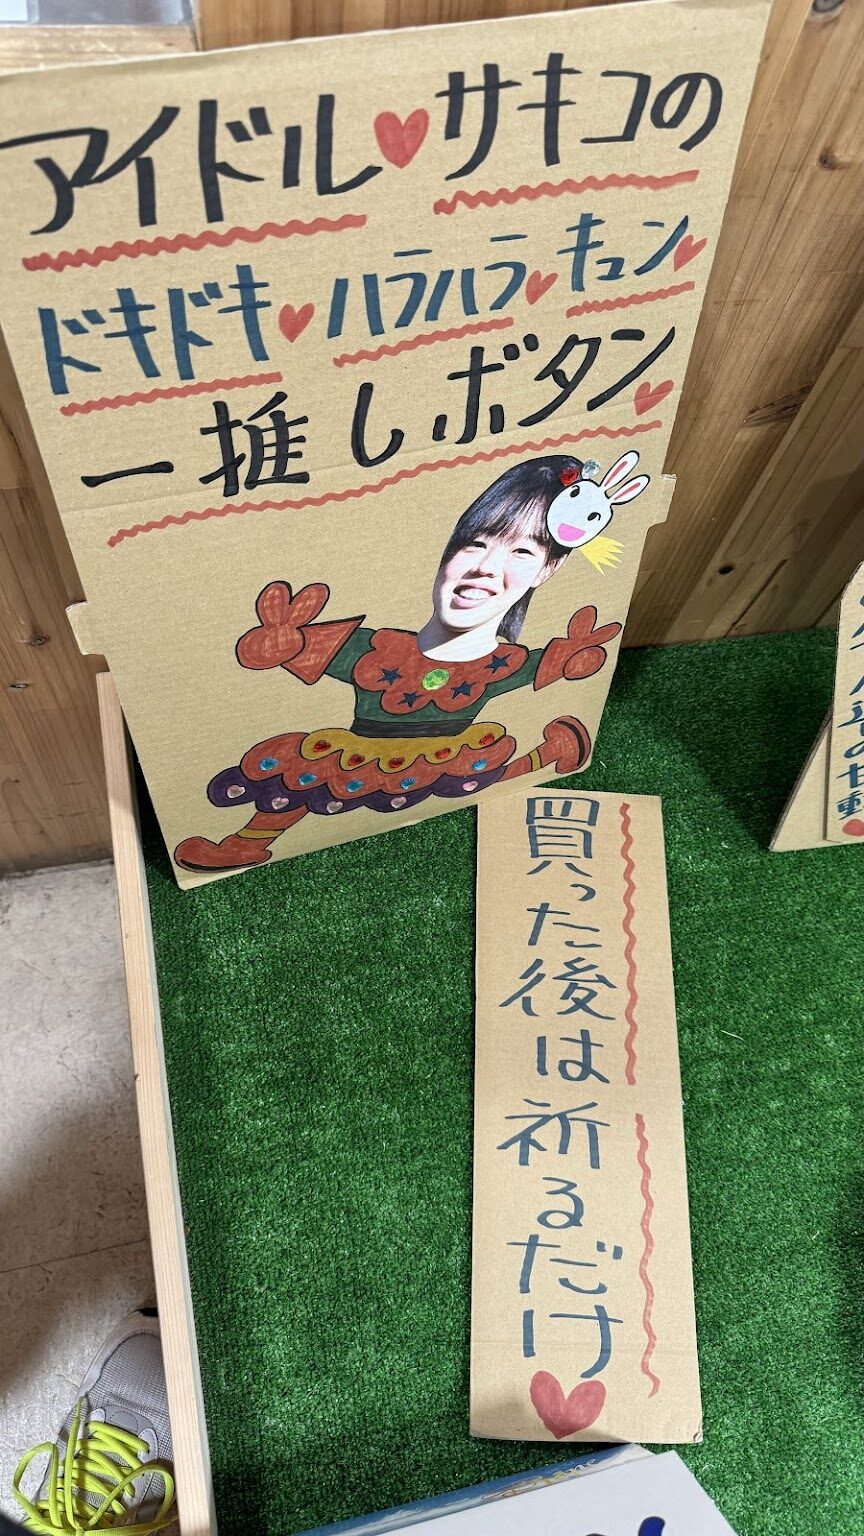 アイドル♥サキコの
ドキドキ♥ハラハラ♥キュン♥
一推しボタン♥
買った後は祈るだけ♥